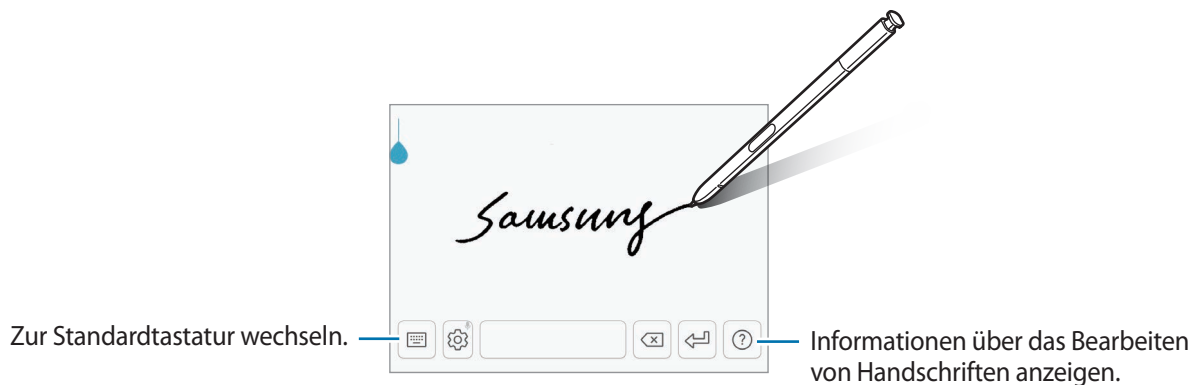 Samsung
Zur Standardtastatur wechseln.
Informationen über das Bearbeiten
von Handschriften anzeigen.